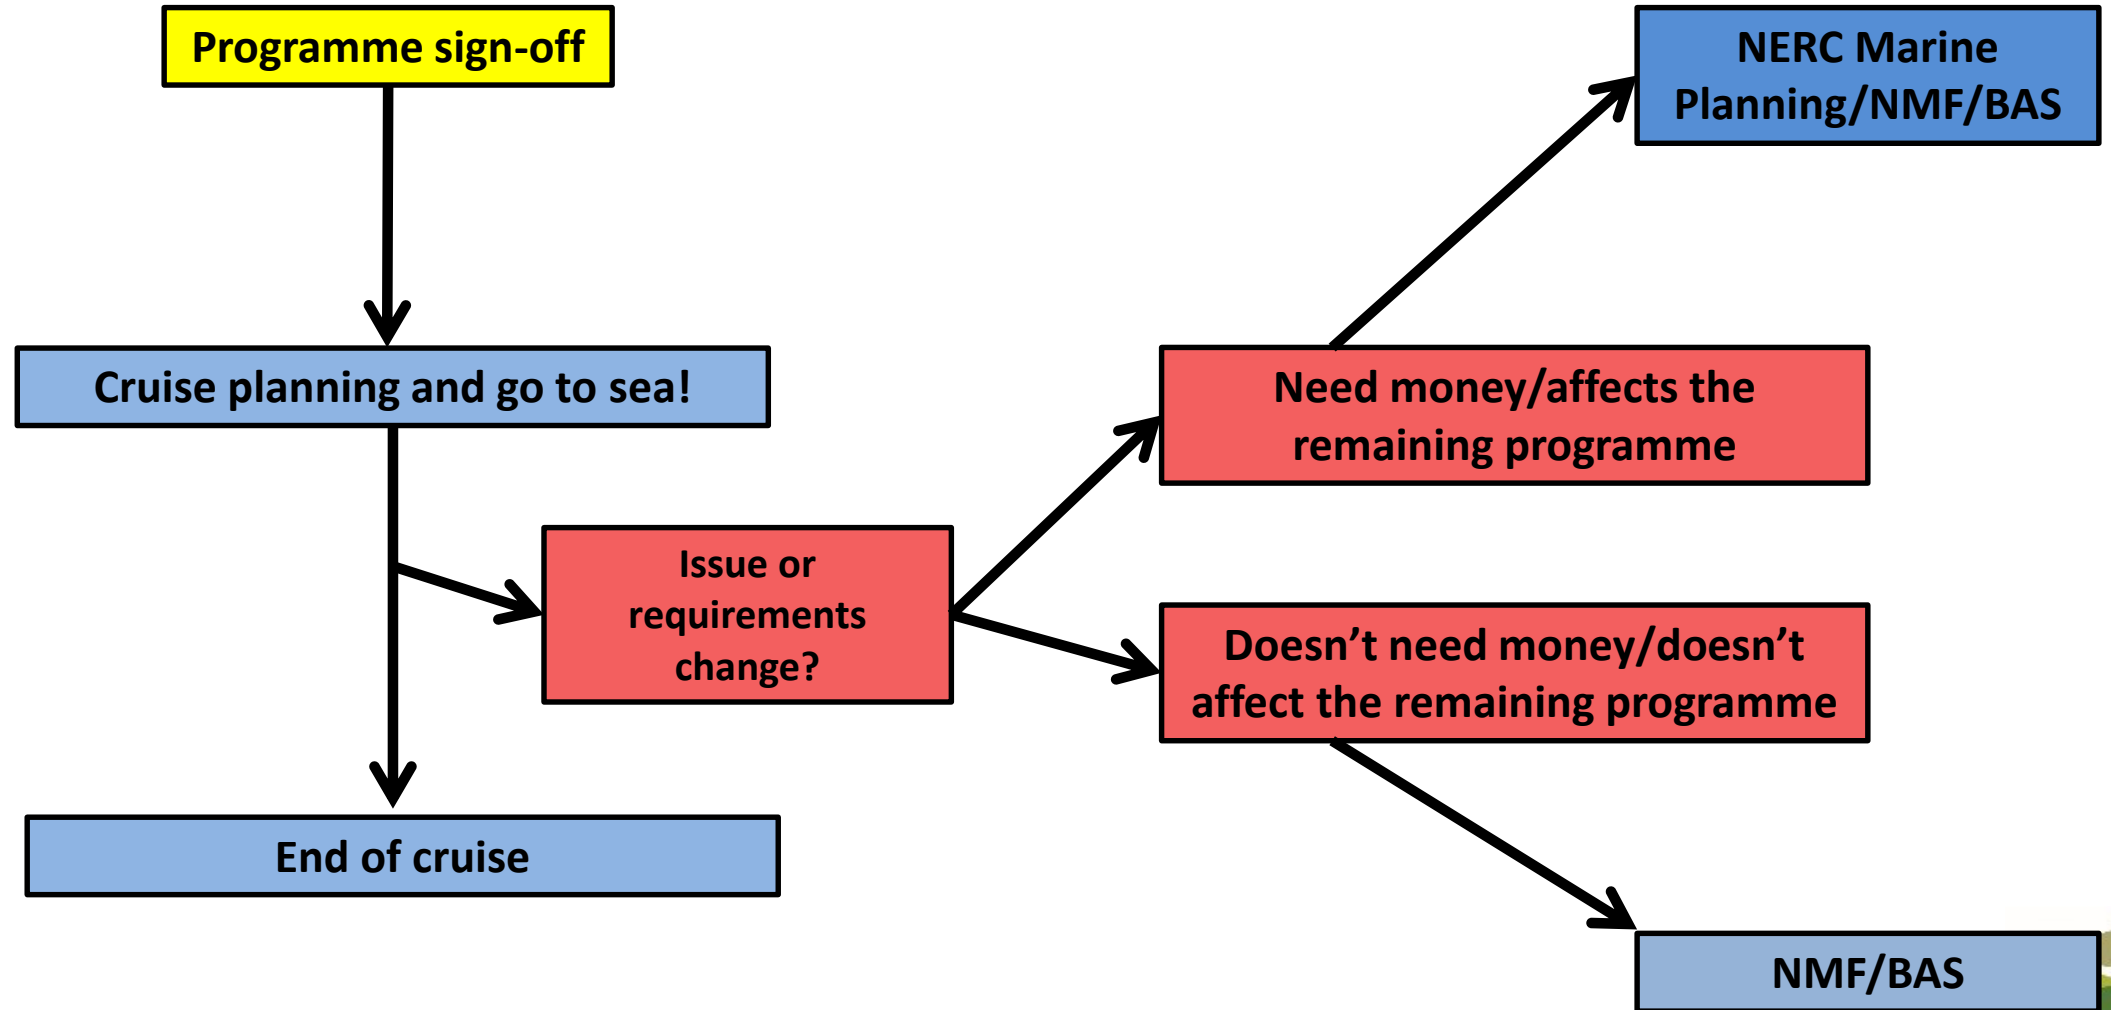 Programme sign-off
NERC Marine
Planning/NMF/BAS
Cruise planning and go to sea!
Need money/affects the
remaining programme
Issue or
requirements
change?
Doesn’t need money/doesn’t
affect the remaining programme
End of cruise
NMF/BAS